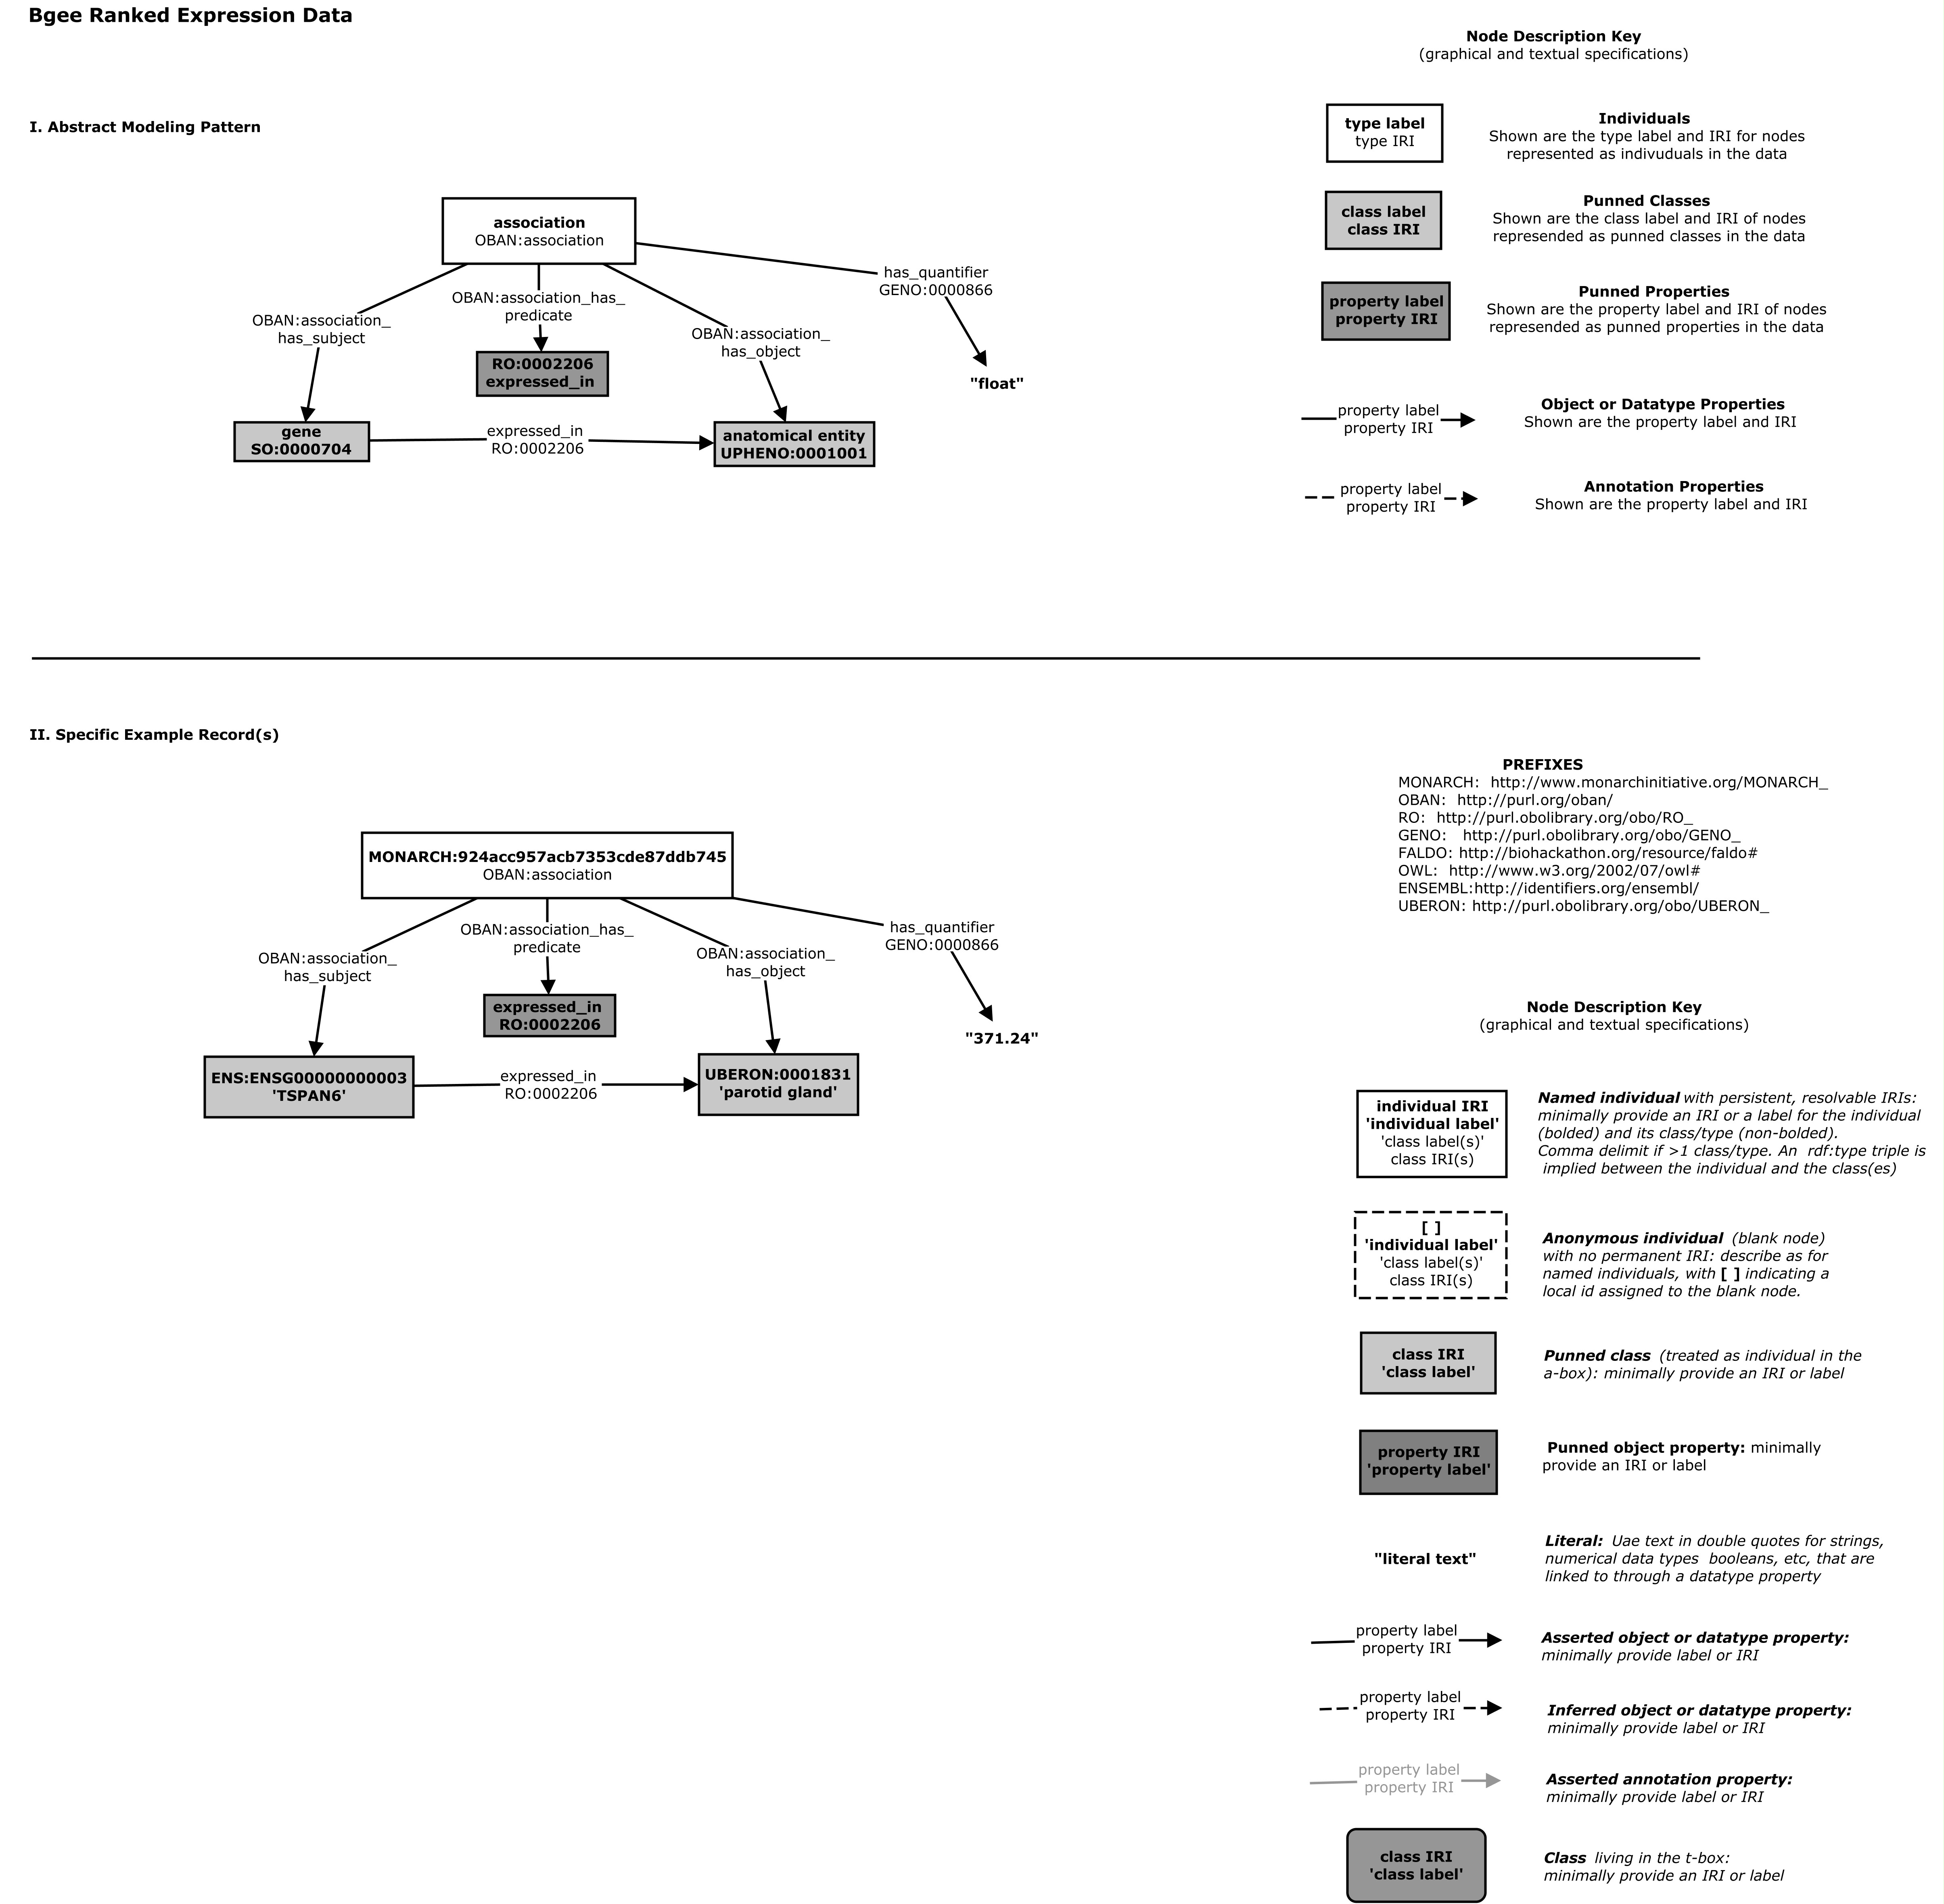 Bgee Ranked Expression Data
Node Description Key
(graphical and textual specifications)
I. Abstract Modeling Pattern
type label
type IRI
Individuals
Shown are the type label and IRI for nodes
represented as indivuduals in the data
class label
class IRI
Punned Classes
Shown are the class label and IRI of nodes
represended as punned classes in the data
property label
property IRI
Punned Properties
Shown are the property label and IRI of nodes
represended as punned properties in the data
property label
property IRI
Object or Datatype Properties
Shown are the property label and IRI
property label
property IRI
Annotation Properties
Shown are the property label and IRI
association
OBAN:association
has_quantifier
GENO:0000866
OBAN:association_has_
predicate
OBAN:association_
has_subject
OBAN:association_
has_object
RO:0002206
expressed_in
"float"
gene
SO:0000704
expressed_in
RO:0002206
anatomical entity
UPHENO:0001001
II. Specific Example Record(s)
PREFIXES
MONARCH:  http://www.monarchinitiative.org/MONARCH_
OBAN:  http://purl.org/oban/
RO:  http://purl.obolibrary.org/obo/RO_
GENO:   http://purl.obolibrary.org/obo/GENO_
FALDO: http://biohackathon.org/resource/faldo#
OWL:  http://www.w3.org/2002/07/owl#
ENSEMBL:http://identifiers.org/ensembl/
UBERON: http://purl.obolibrary.org/obo/UBERON_
MONARCH:924acc957acb7353cde87ddb745
OBAN:association
has_quantifier
GENO:0000866
OBAN:association_has_
predicate
OBAN:association_
has_subject
OBAN:association_
has_object
expressed_in
RO:0002206
"371.24"
ENS:ENSG00000000003
'TSPAN6'
expressed_in
RO:0002206
UBERON:0001831
'parotid gland'
Node Description Key
(graphical and textual specifications)
individual IRI
'individual label'
'class label(s)'
class IRI(s)
Named individual with persistent, resolvable IRIs:
minimally provide an IRI or a label for the individual
(bolded) and its class/type (non-bolded).
Comma delimit if >1 class/type. An  rdf:type triple is
implied between the individual and the class(es)
[ ]
'individual label'
'class label(s)'
class IRI(s)
Anonymous individual  (blank node)
with no permanent IRI: describe as for
named individuals, with [ ] indicating a
local id assigned to the blank node.
class IRI
'class label'
Punned class  (treated as individual in the
a-box): minimally provide an IRI or label
property IRI
'property label'
Punned object property: minimally
provide an IRI or label
"literal text"
Literal:  Uae text in double quotes for strings,
numerical data types  booleans, etc, that are
linked to through a datatype property
property label
property IRI
Asserted object or datatype property:
minimally provide label or IRI
property label
property IRI
Inferred object or datatype property:
minimally provide label or IRI
property label
property IRI
Asserted annotation property:
minimally provide label or IRI
class IRI
'class label'
Class  living in the t-box:
minimally provide an IRI or label